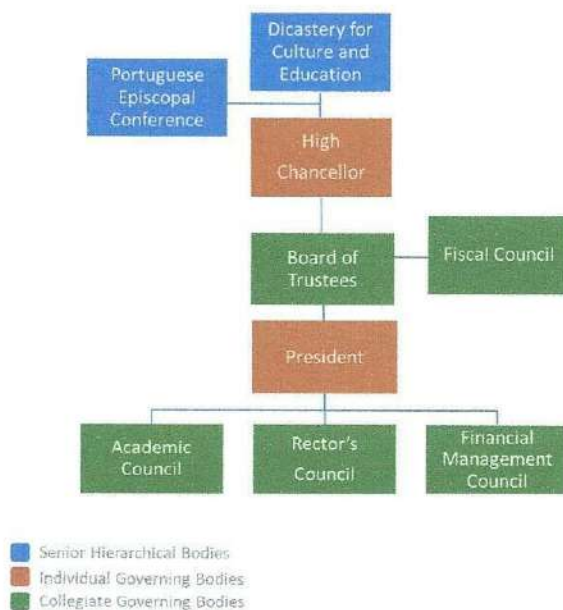 Dicastery for
Culture and
Education
Portuguese
Episcopal
Conference
High
Chancellor
Board of
Trustees
Fiscal Council
President
Academic
Council
Rector's
Council
Financial
Management
Council
Senior Hierarchical Bodies
Individual Governing Bodies
Collegiate Governing Bodies